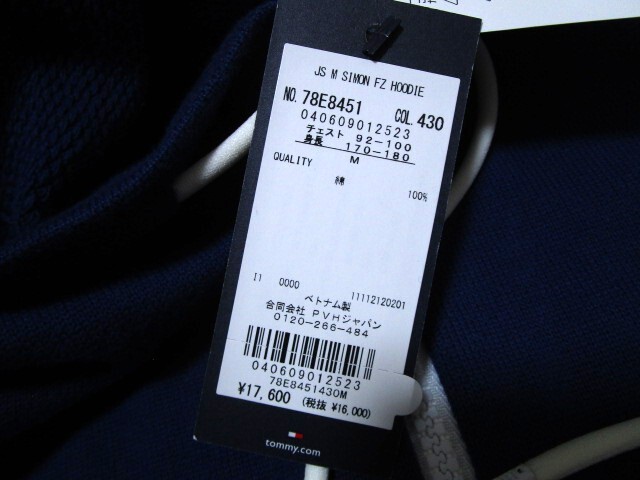 JS M SIMON FZ HOODIE
NO. 78E8451 COL. 430
040609012523
チェスト 92-100
身長 170-180
QUALITY M
綿 100%
I1 0000 11112120201
ベトナム製
合同会社 PVHジャパン
0120-266-484
040609012523
78E8451430M
¥17,600 (税抜 ¥16,000)
tommy.com